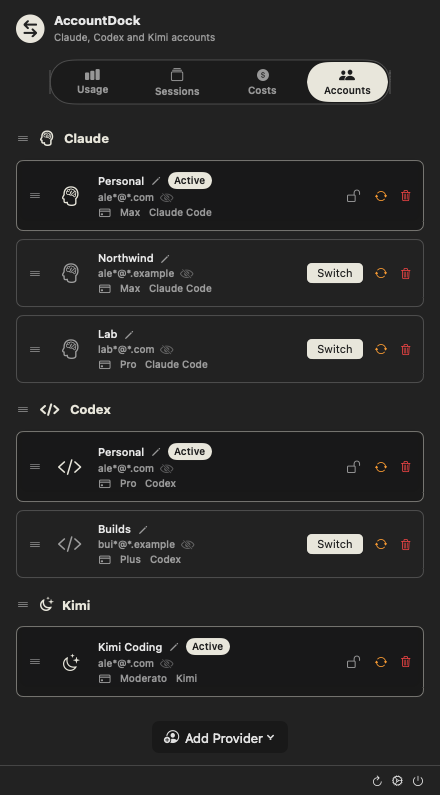 AccountDock
Claude, Codex and Kimi accounts
Usage
Sessions
Costs
Accounts
Claude
Personal Active
ale*@*.com
Max Claude Code
Northwind
ale*@*.example
Max Claude Code
Switch
Lab
lab*@*.com
Pro Claude Code
Switch
Codex
Personal Active
ale*@*.com
Pro Codex
Builds
bui*@*.example
Plus Codex
Switch
Kimi
Kimi Coding Active
ale*@*.com
Moderato Kimi
Add Provider